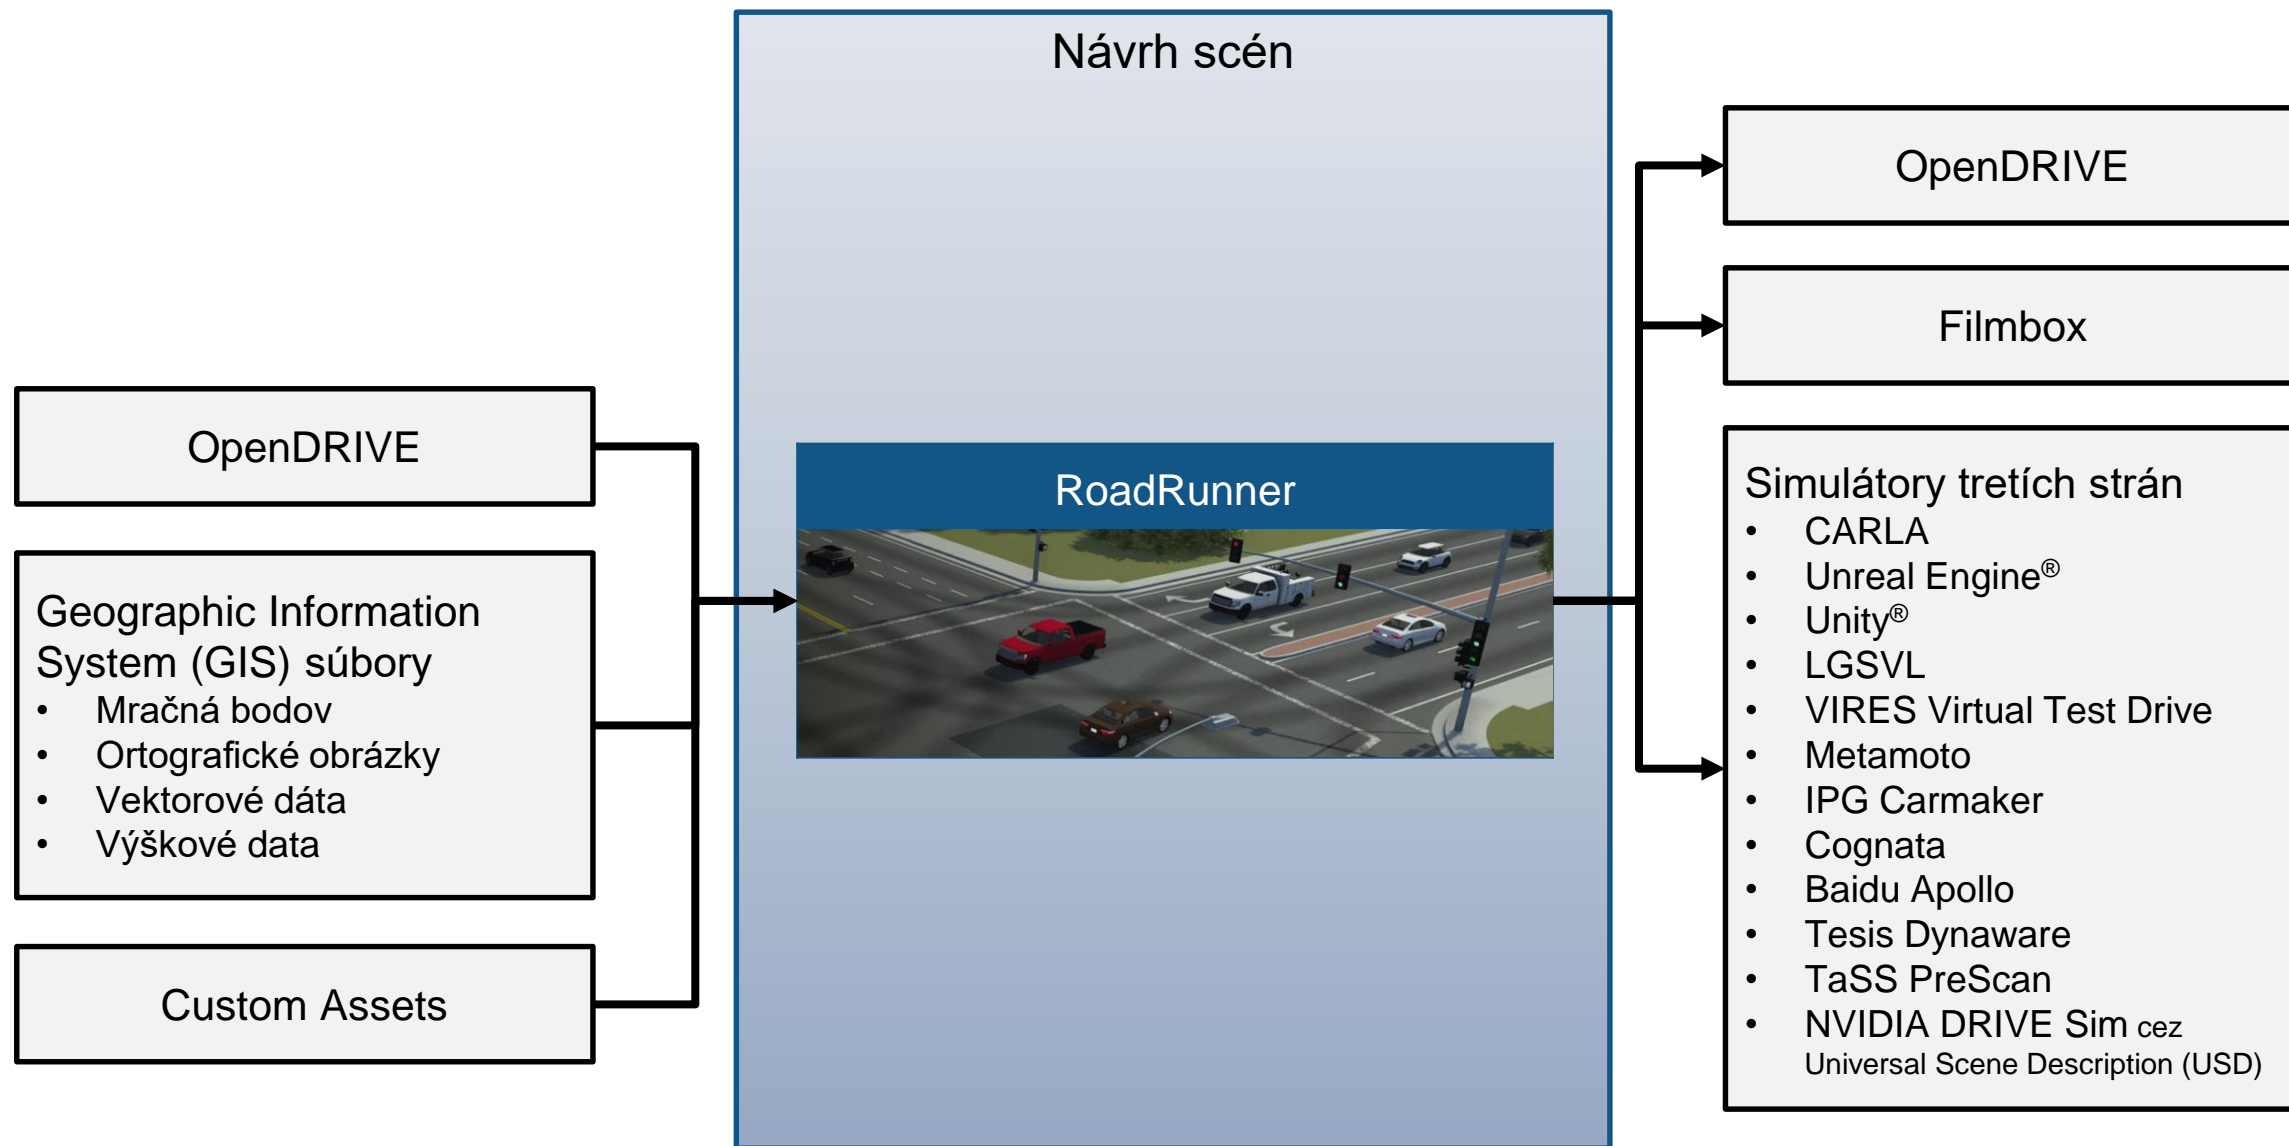 Návrh scén
OpenDRIVE
Geographic Information
System (GIS) súbory
• Mračná bodov
• Ortografické obrázky
• Vektorové dáta
• Výškové data
Custom Assets
RoadRunner
OpenDRIVE
Filmbox
Simulátory tretích strán
• CARLA
• Unreal Engine®
• Unity®
• LGSVL
• VIRES Virtual Test Drive
• Metamoto
• IPG Carmaker
• Cognata
• Baidu Apollo
• Tesis Dynaware
• TaSS PreScan
• NVIDIA DRIVE Sim cez
Universal Scene Description (USD)